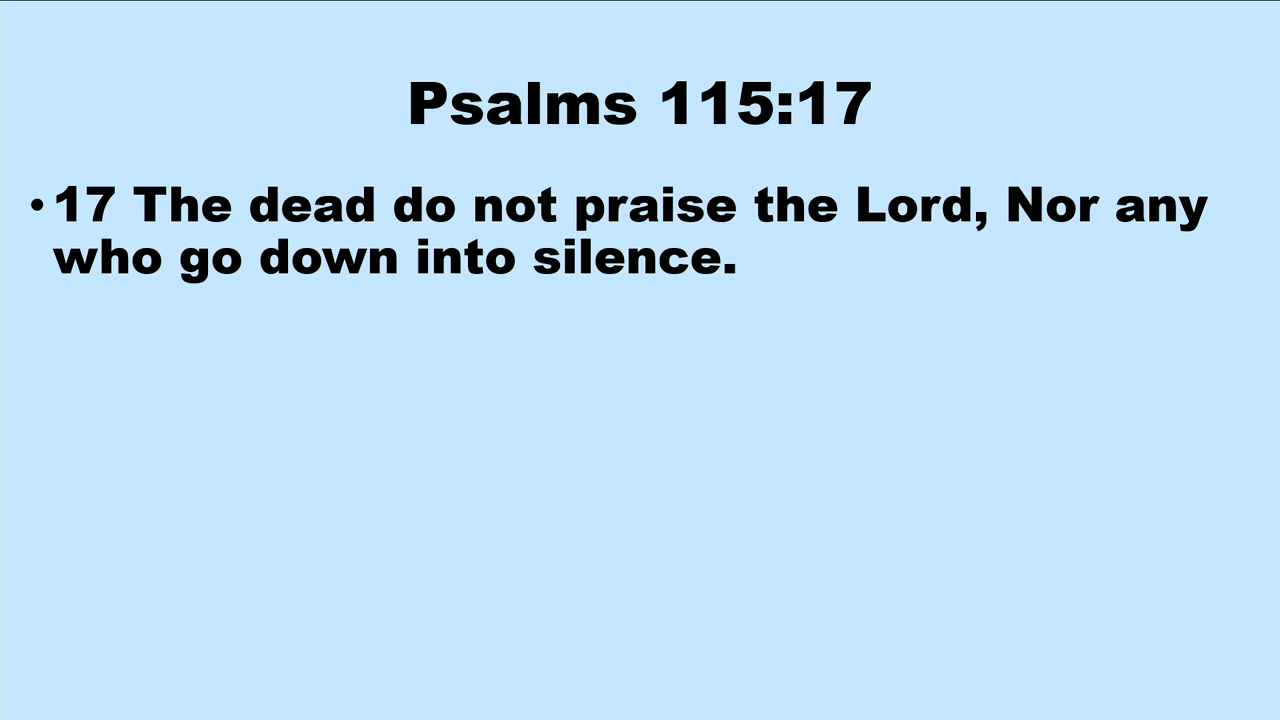 Psalms 115:17
• 17 The dead do not praise the Lord, Nor any
who go down into silence.